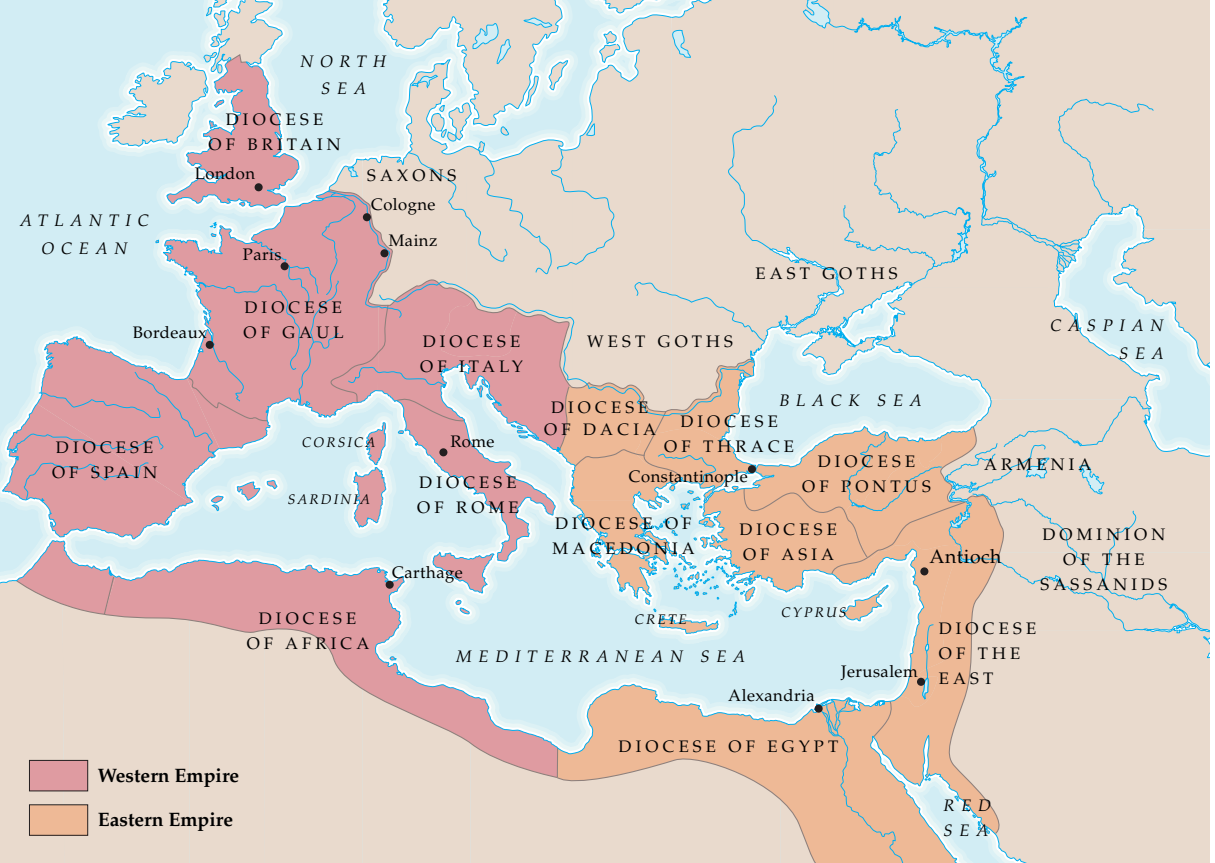 NORTH
SEA
DIOCESE
OF BRITAIN
London
SAXONS
Cologne
ATLANTIC
OCEAN
Mainz
Paris
EAST GOTHS
DIOCESE
OF GAUL
Bordeaux
CASPIAN
SEA
DIOCESE
OF ITALY
WEST GOTHS
BLACK SEA
DIOCESE
OF DACIA
DIOCESE
OF THRACE
CORSICA
Rome
DIOCESE
OF SPAIN
DIOCESE
OF PONTUS
ARMENIA
Constantinople
SARDINIA
DIOCESE
OF ROME
DIOCESE OF
MACEDONIA
DIOCESE
OF ASIA
DOMINION
OF THE
SASSANIDS
Antioch
Carthage
CRETE
CYPRUS
DIOCESE
OF AFRICA
DIOCESE
OF THE
EAST
MEDITERRANEAN SEA
Jerusalem
Alexandria
DIOCESE OF EGYPT
RED
SEA
Western Empire
Eastern Empire